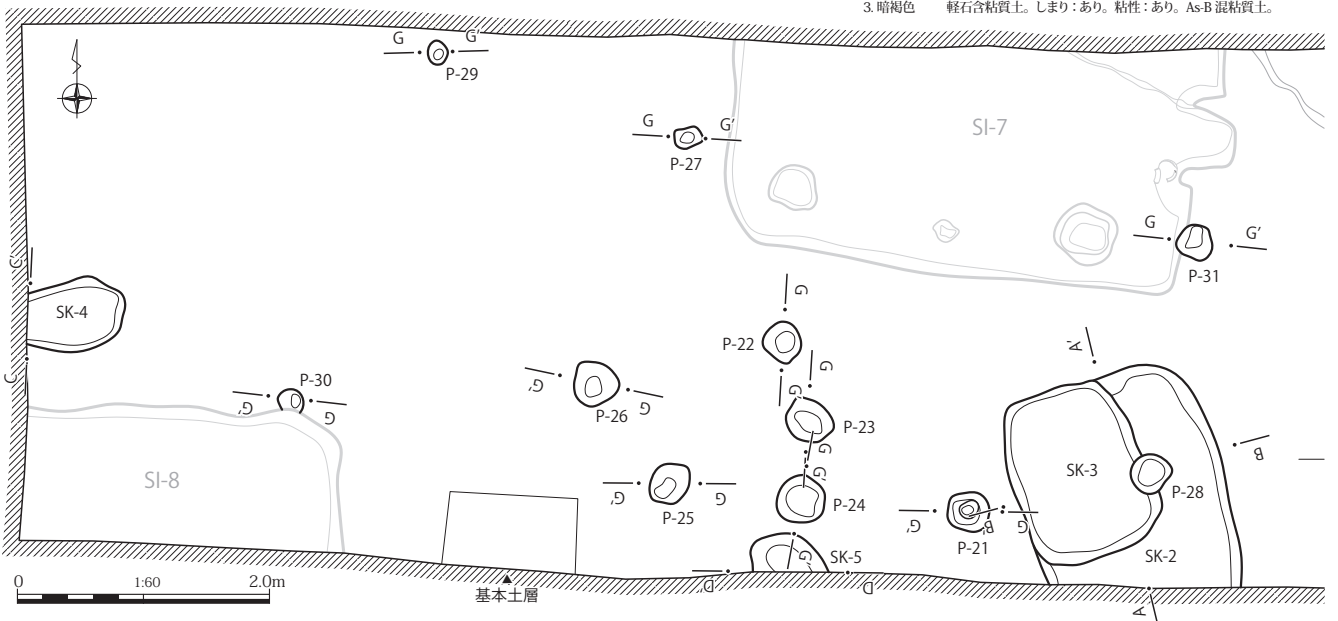 3. 暗褐色 軽石含粘質土。しまり：あり。粘性：あり。As-B 混粘質土。
G G'
P-29
G G'
P-27
SI-7
G G'
P-31
C'
SK-4
C
G
P-22
G'
A'
P-30
G' G
G' G
P-26
G
P-23
G
G'
B
SI-8
SK-3
P-28
G' G
P-25
P-24
G' B' G
P-21
SK-5
G'
SK-2
D' D
A
0 1:60 2.0m
基本土層